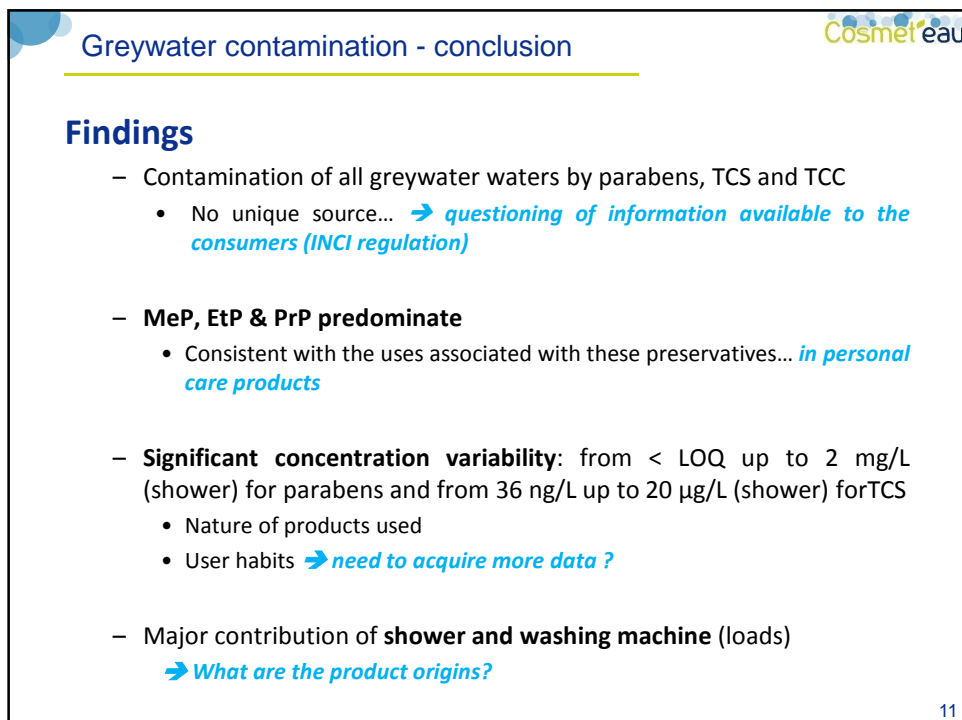 Greywater contamination - conclusion
Cosmet'eau
Findings
– Contamination of all greywater waters by parabens, TCS and TCC
• No unique source… ➔ questioning of information available to the
consumers (INCI regulation)
– MeP, EtP & PrP predominate
• Consistent with the uses associated with these preservatives… in personal
care products
– Significant concentration variability: from < LOQ up to 2 mg/L
(shower) for parabens and from 36 ng/L up to 20 µg/L (shower) forTCS
• Nature of products used
• User habits ➔ need to acquire more data ?
– Major contribution of shower and washing machine (loads)
➔ What are the product origins?
11